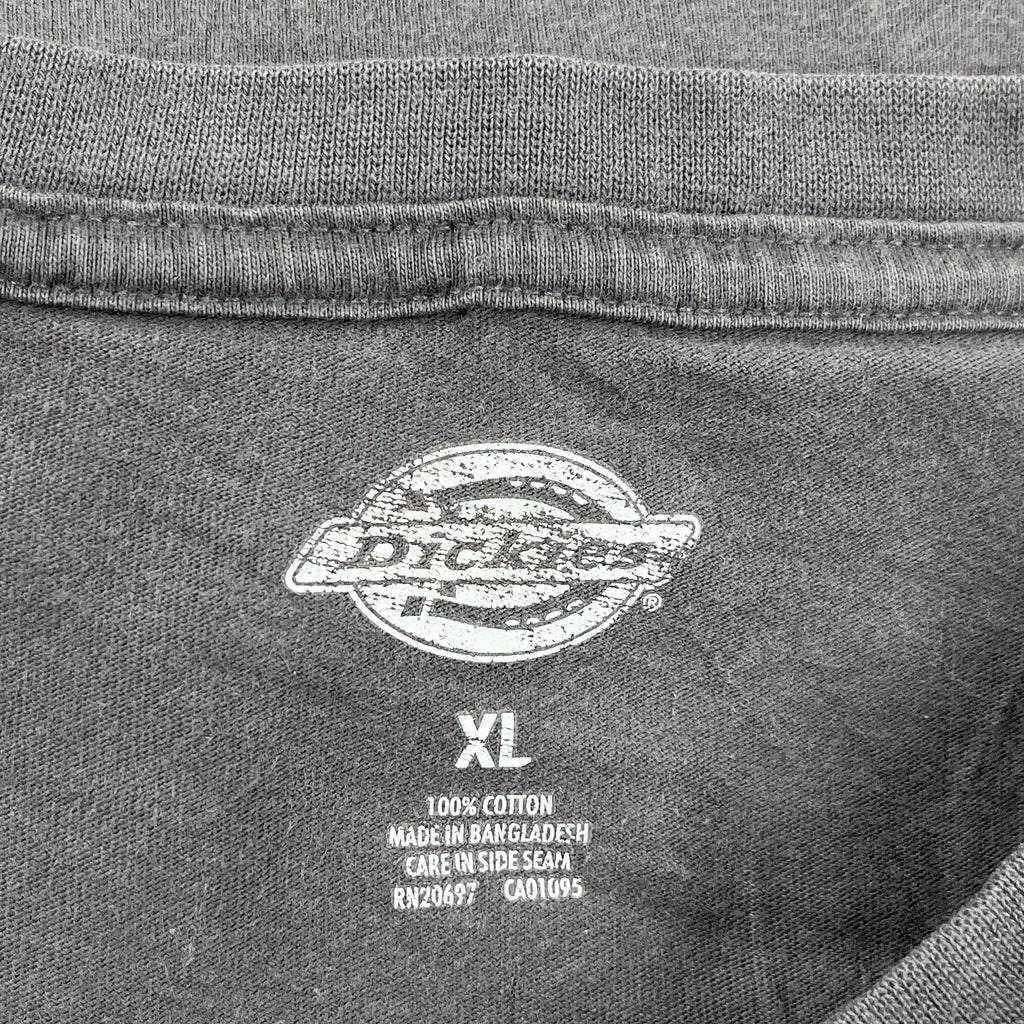 Dickies
®
XL
100% COTTON
MADE IN BANGLADESH
CARE IN SIDE SEAM
RN20697 CA01095